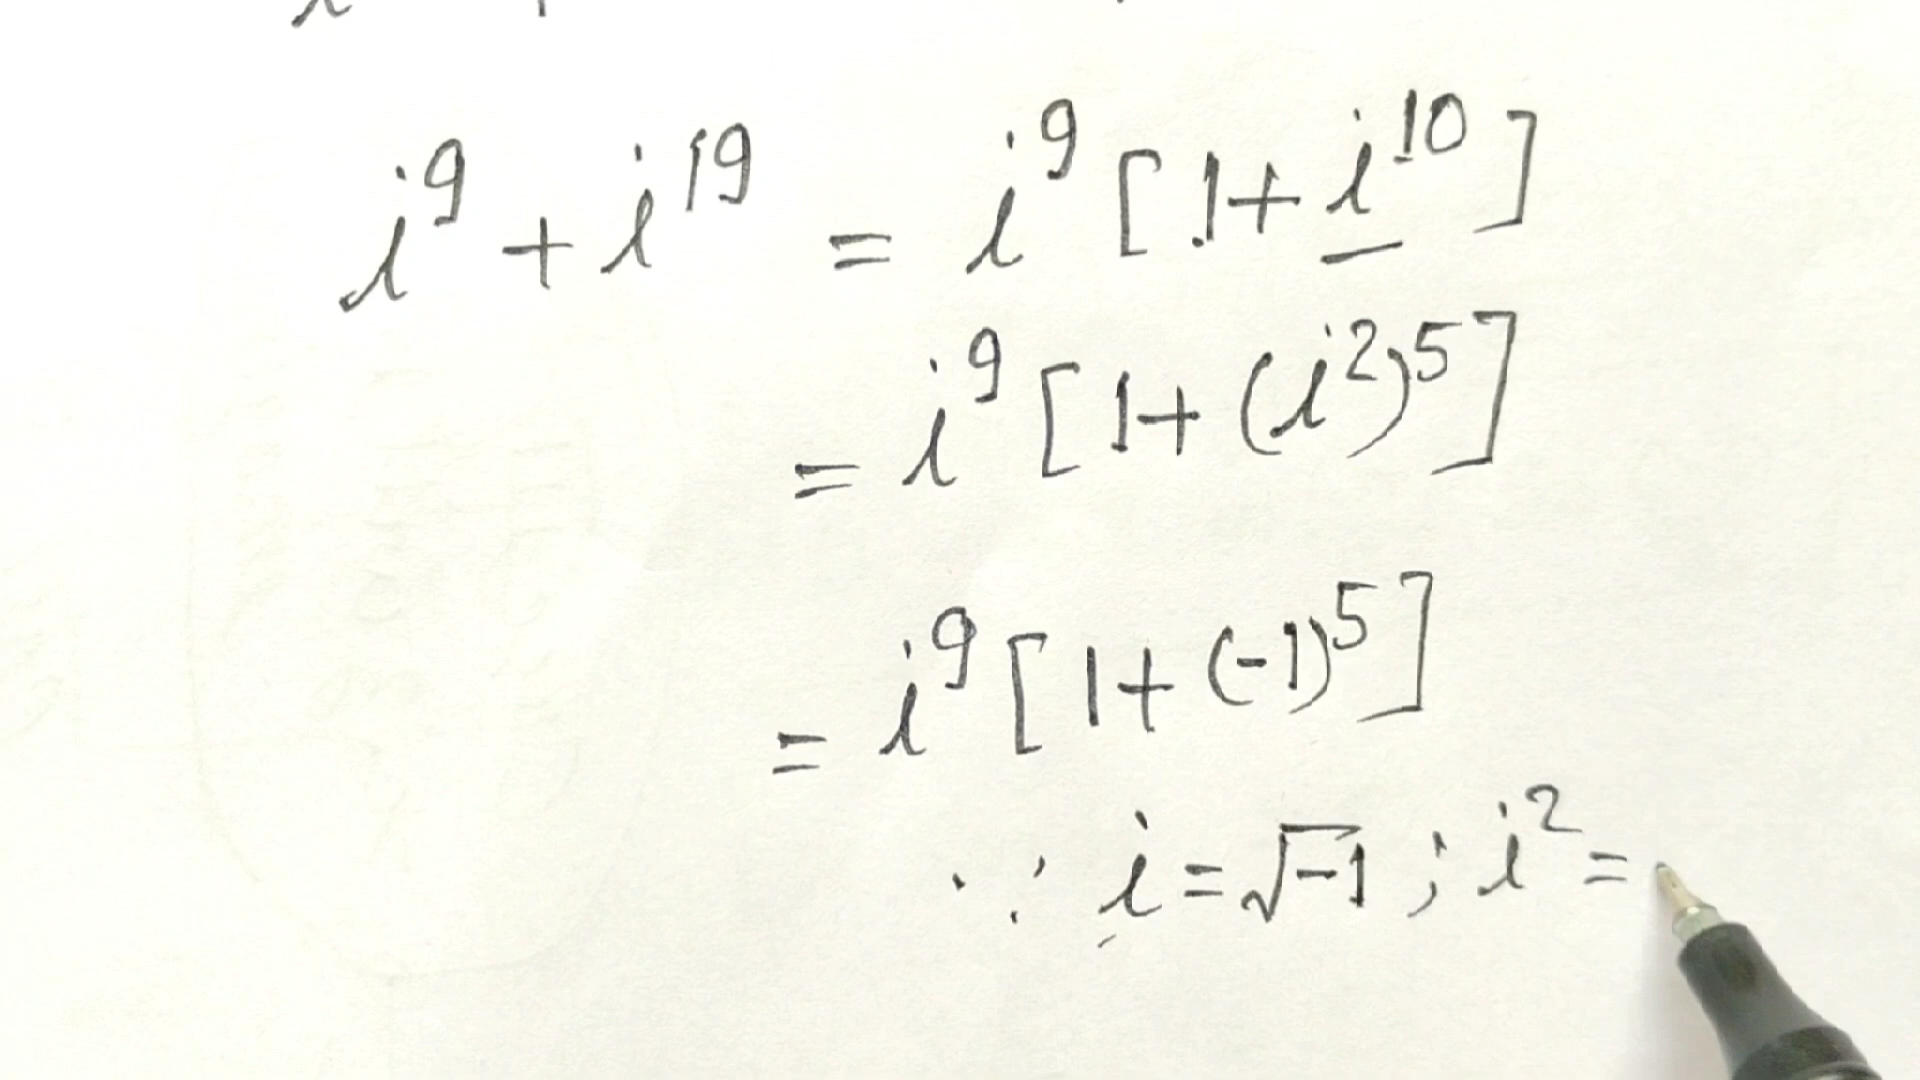 i⁹ + i¹⁹ = i⁹ [1 + i¹⁰]
= i⁹ [1 + (i²)⁵]
= i⁹ [1 + (-1)⁵]
∵ i = √-1 ; i² =